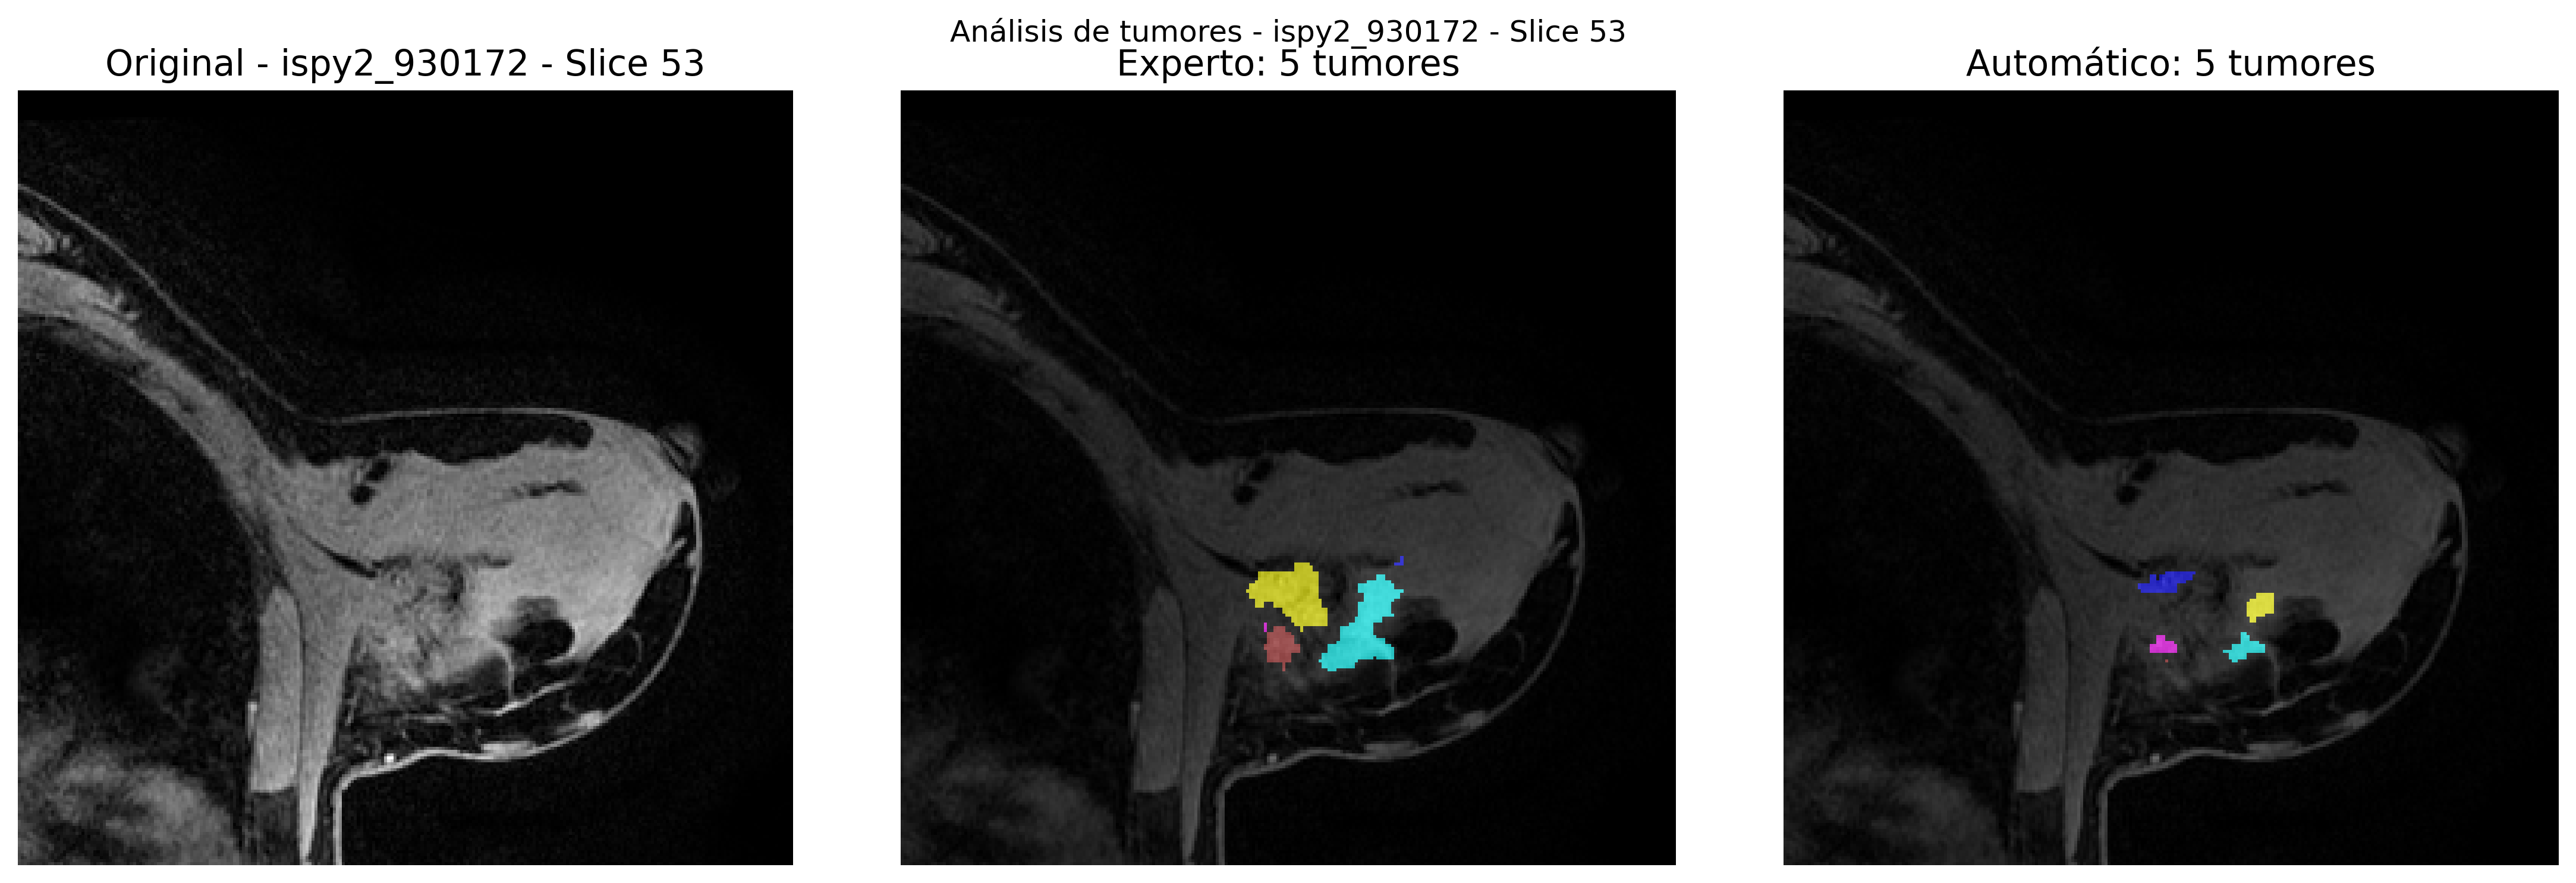 Análisis de tumores - ispy2_930172 - Slice 53
Original - ispy2_930172 - Slice 53
Experto: 5 tumores
Automático: 5 tumores